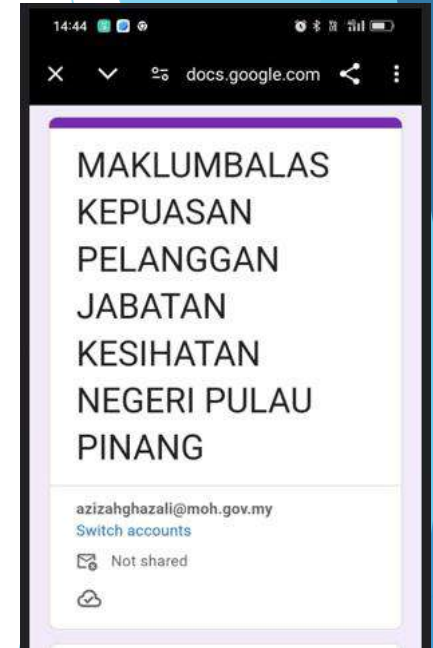 14:44
docs.google.com
MAKLUMBALAS
KEPUASAN
PELANGGAN
JABATAN
KESIHATAN
NEGERI PULAU
PINANG
azizahghazali@moh.gov.my
Switch accounts
Not shared